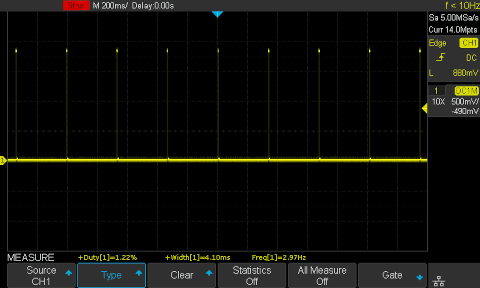 Stop M 200ms/ Delay:0.00s f < 10Hz
Sa 5.00MSa/s
Curr 14.0Mpts
Edge CH1
DC
L 880mV
1 DC1M
10X 500mV/
-490mV
1
MEASURE +Duty[1]=1.22% +Width[1]=4.10ms Freq[1]=2.97Hz
Source CH1
Type
Clear
Statistics Off
All Measure Off
Gate